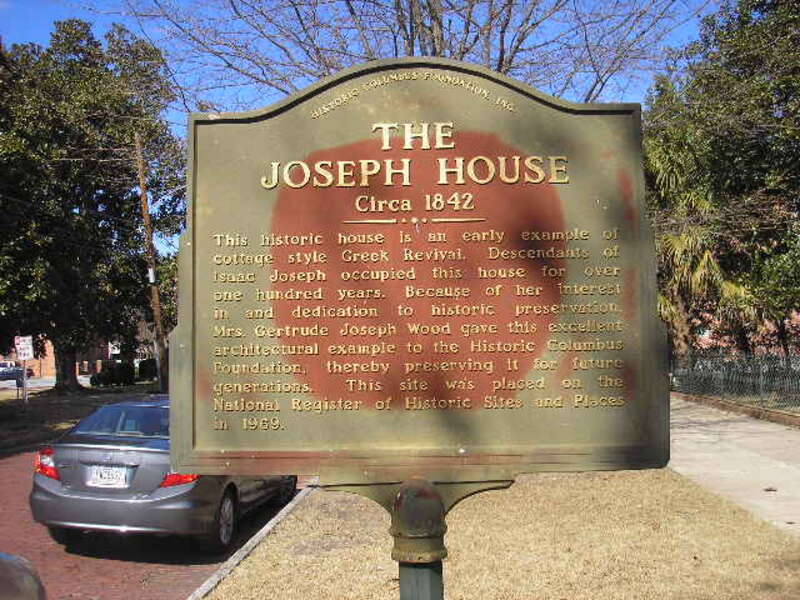 HISTORIC COLUMBUS FOUNDATION, INC.
THE
JOSEPH HOUSE
Circa 1842
This historic house is an early example of
cottage style Greek Revival. Descendants of
Isaac Joseph occupied this house for over
one hundred years. Because of her interest
in and dedication to historic preservation,
Mrs. Gertrude Joseph Wood gave this excellent
architectural example to the Historic Columbus
Foundation, thereby preserving it for future
generations. This site was placed on the
National Register of Historic Sites and Places
in 1969.